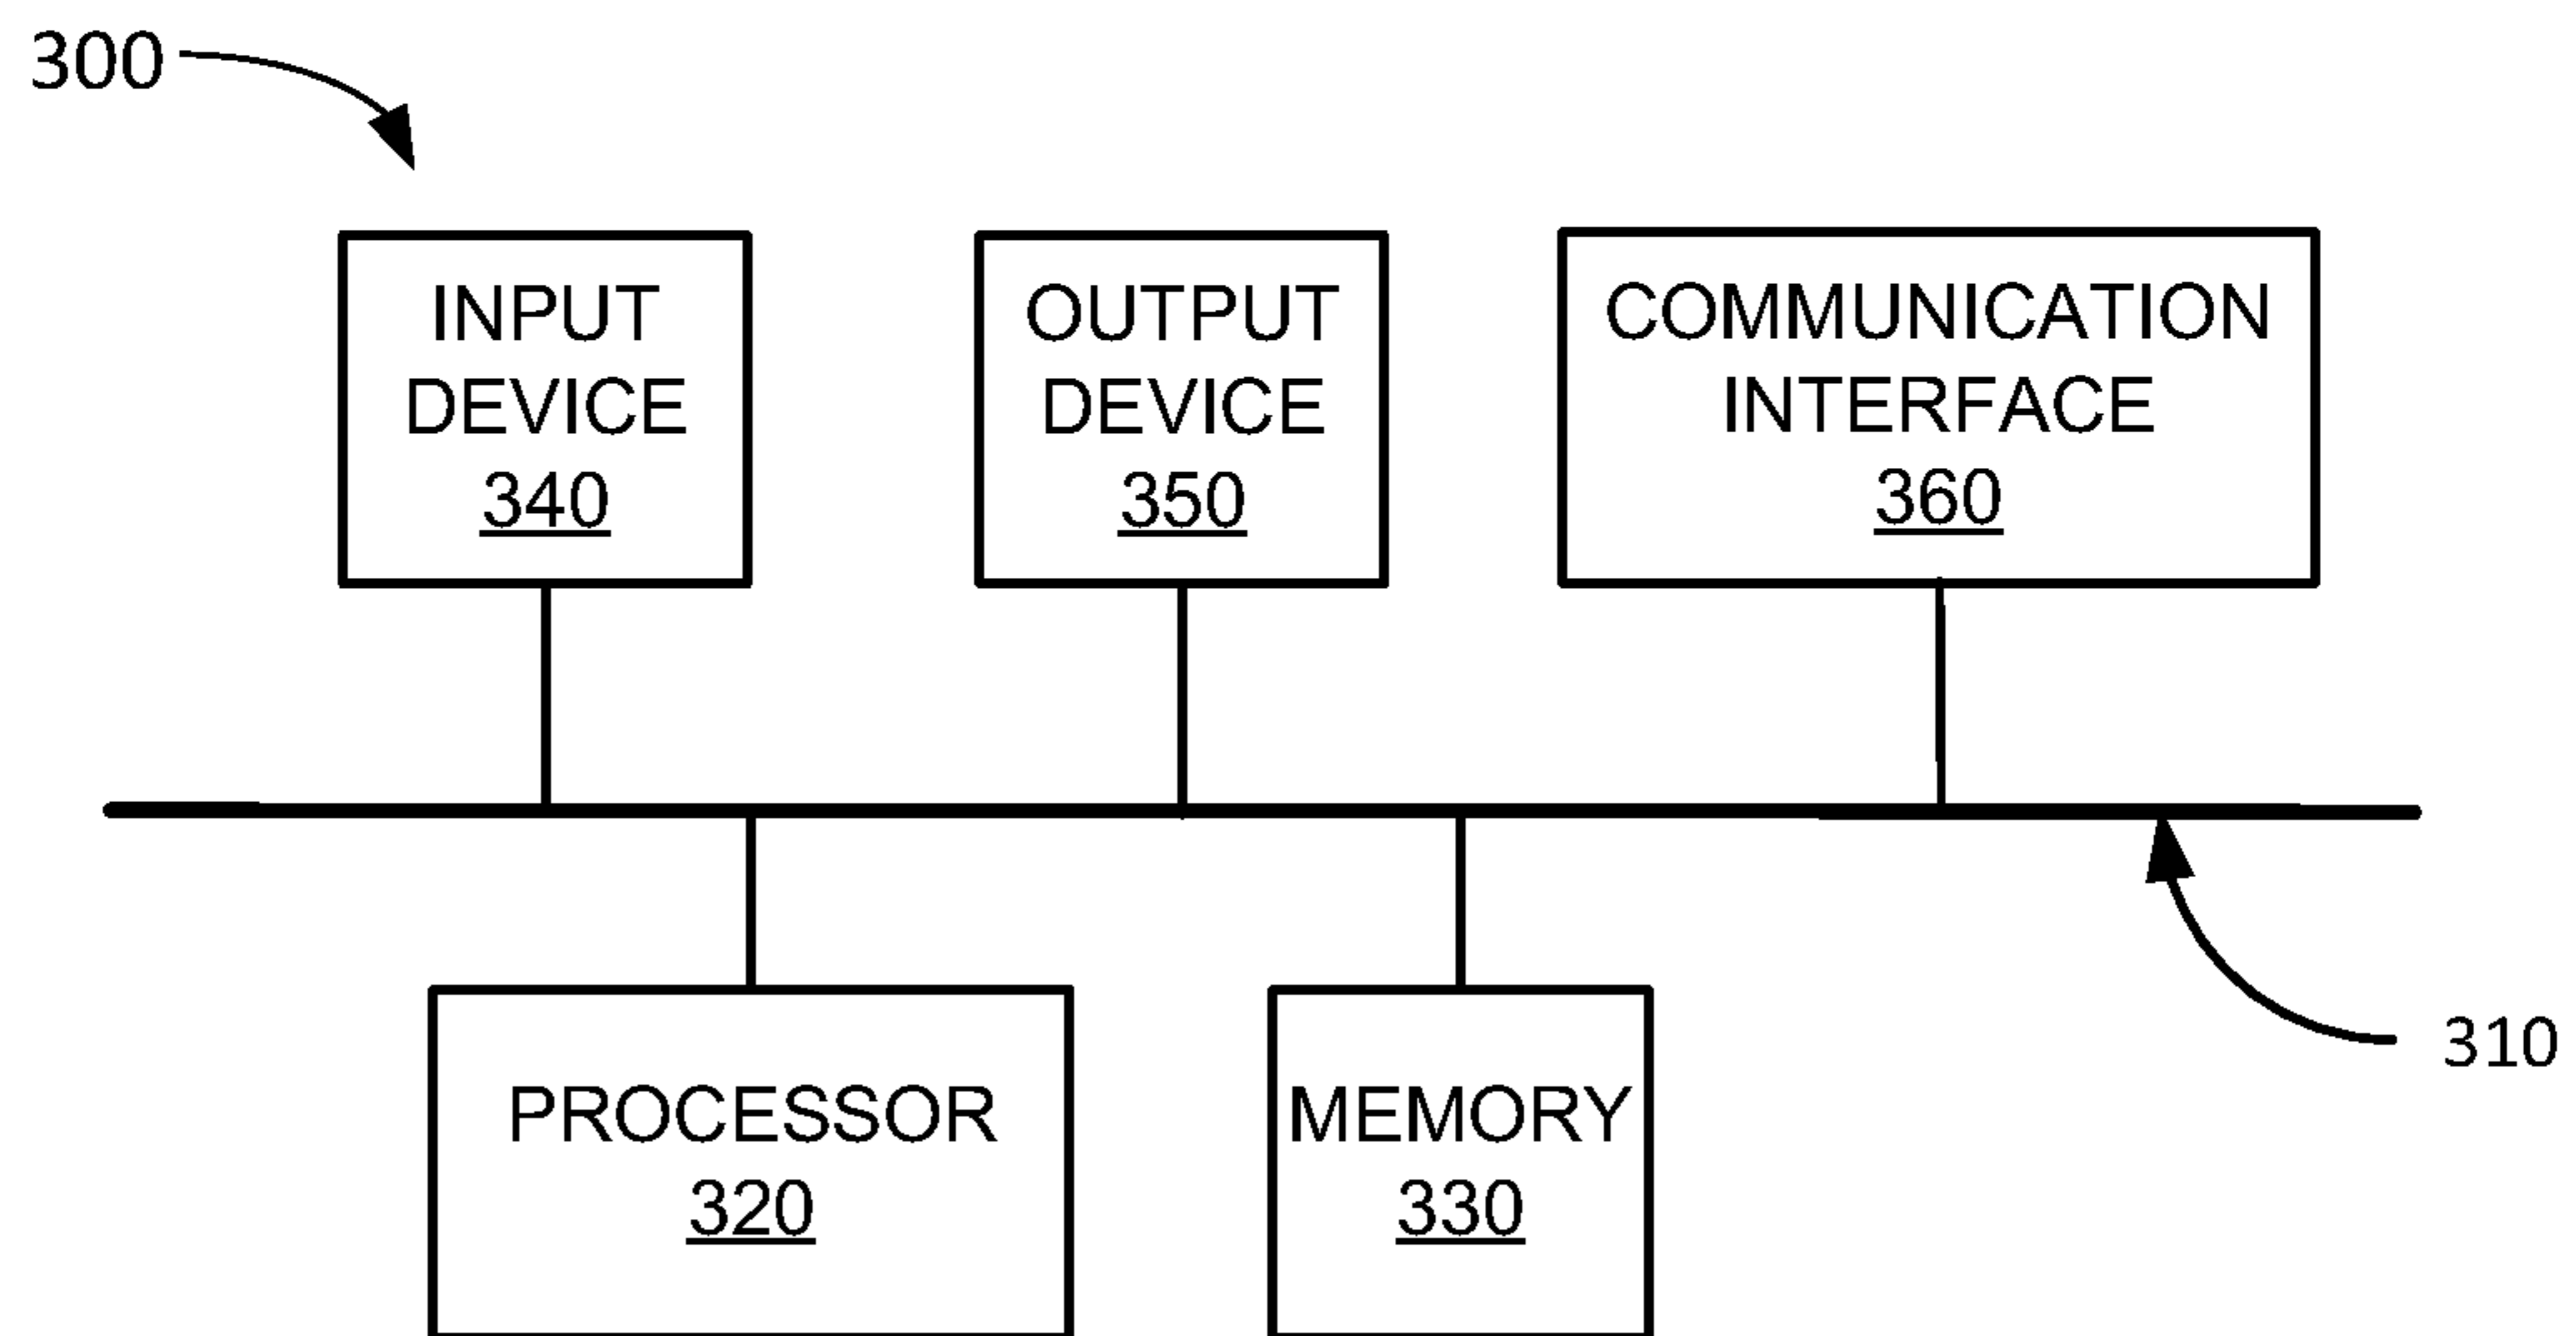 300
INPUT
DEVICE
340
OUTPUT
DEVICE
350
COMMUNICATION
INTERFACE
360
PROCESSOR
320
MEMORY
330
310